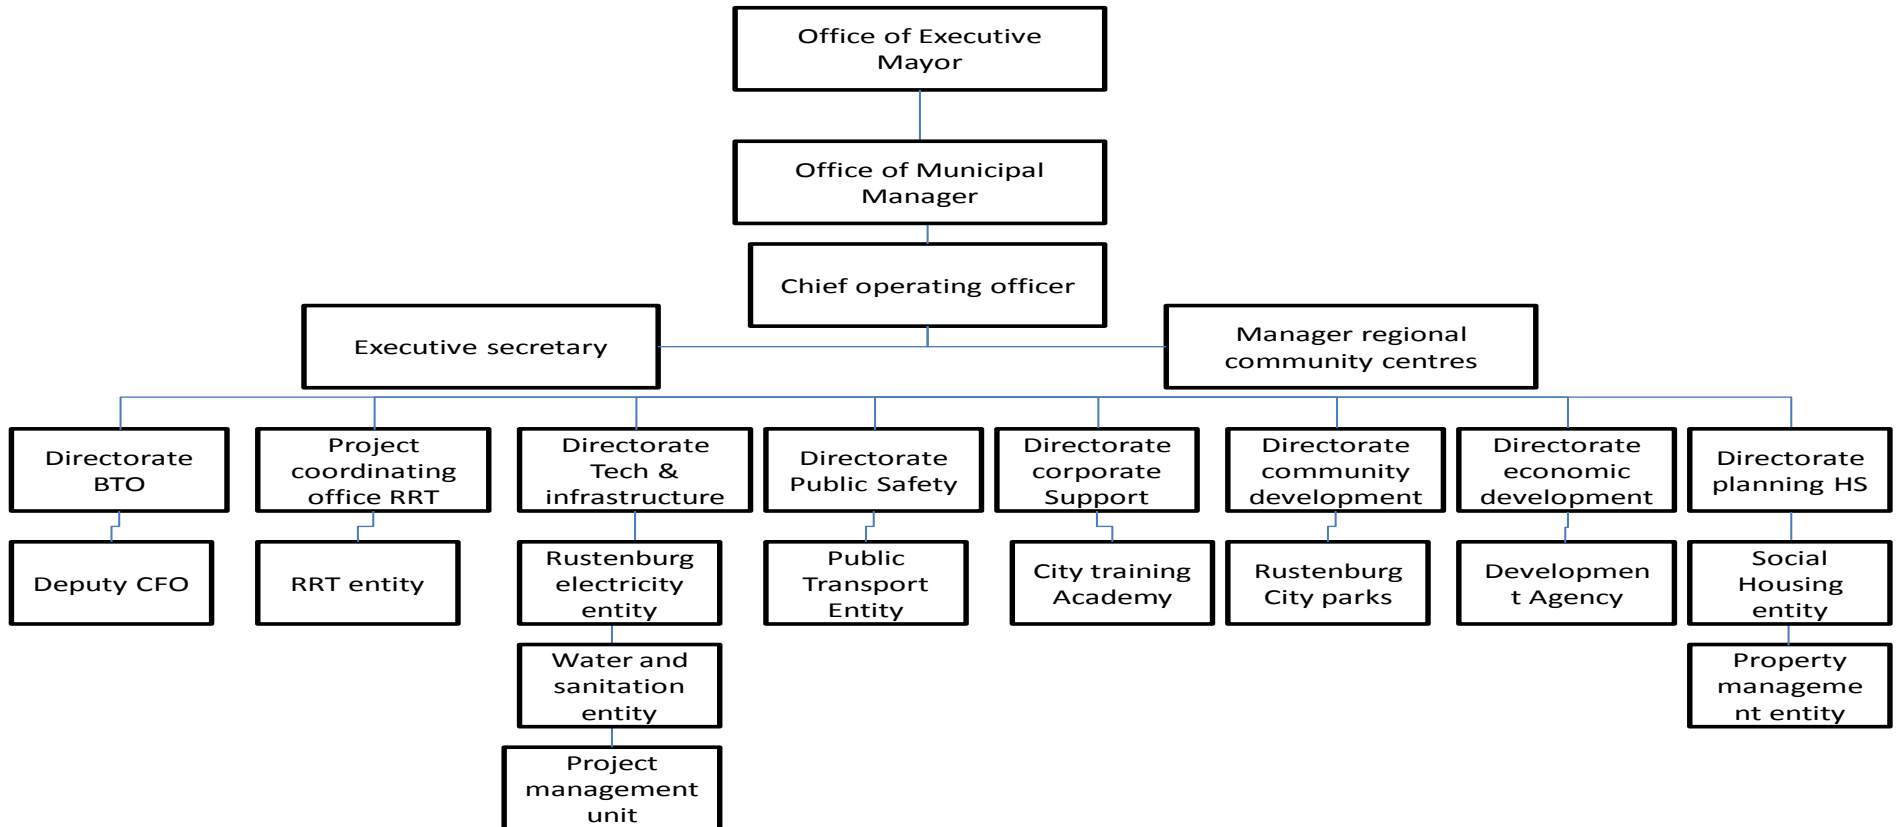 Office of Executive
Mayor
Office of Municipal
Manager
Chief operating officer
Executive secretary
Manager regional
community centres
Directorate
BTO
Project
coordinating
office RRT
Directorate
Tech &
infrastructure
Directorate
Public Safety
Directorate
corporate
Support
Directorate
community
development
Directorate
economic
development
Directorate
planning HS
Deputy CFO
RRT entity
Rustenburg
electricity
entity
Public
Transport
Entity
City training
Academy
Rustenburg
City parks
Developmen
t Agency
Social
Housing
entity
Water and
sanitation
entity
Property
manageme
nt entity
Project
management
unit